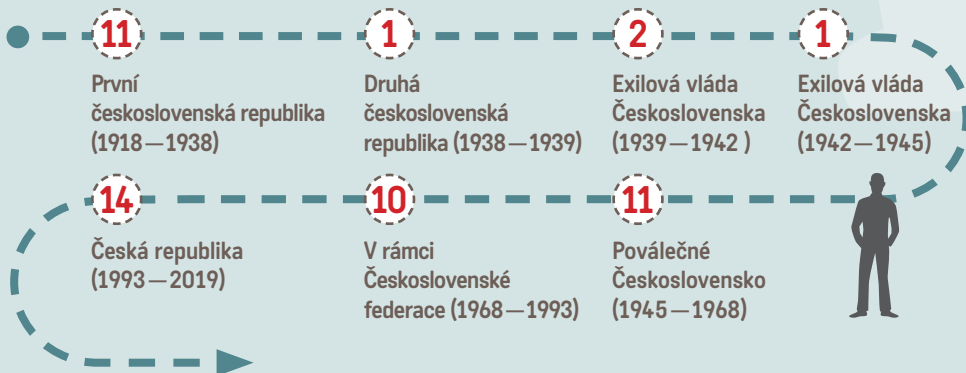 11
První
československá republika
(1918—1938)
1
Druhá
československá
republika (1938—1939)
2
Exilová vláda
Československa
(1939—1942 )
1
Exilová vláda
Československa
(1942—1945)
14
Česká republika
(1993—2019)
10
V rámci
Československé
federace (1968—1993)
11
Poválečné
Československo
(1945—1968)